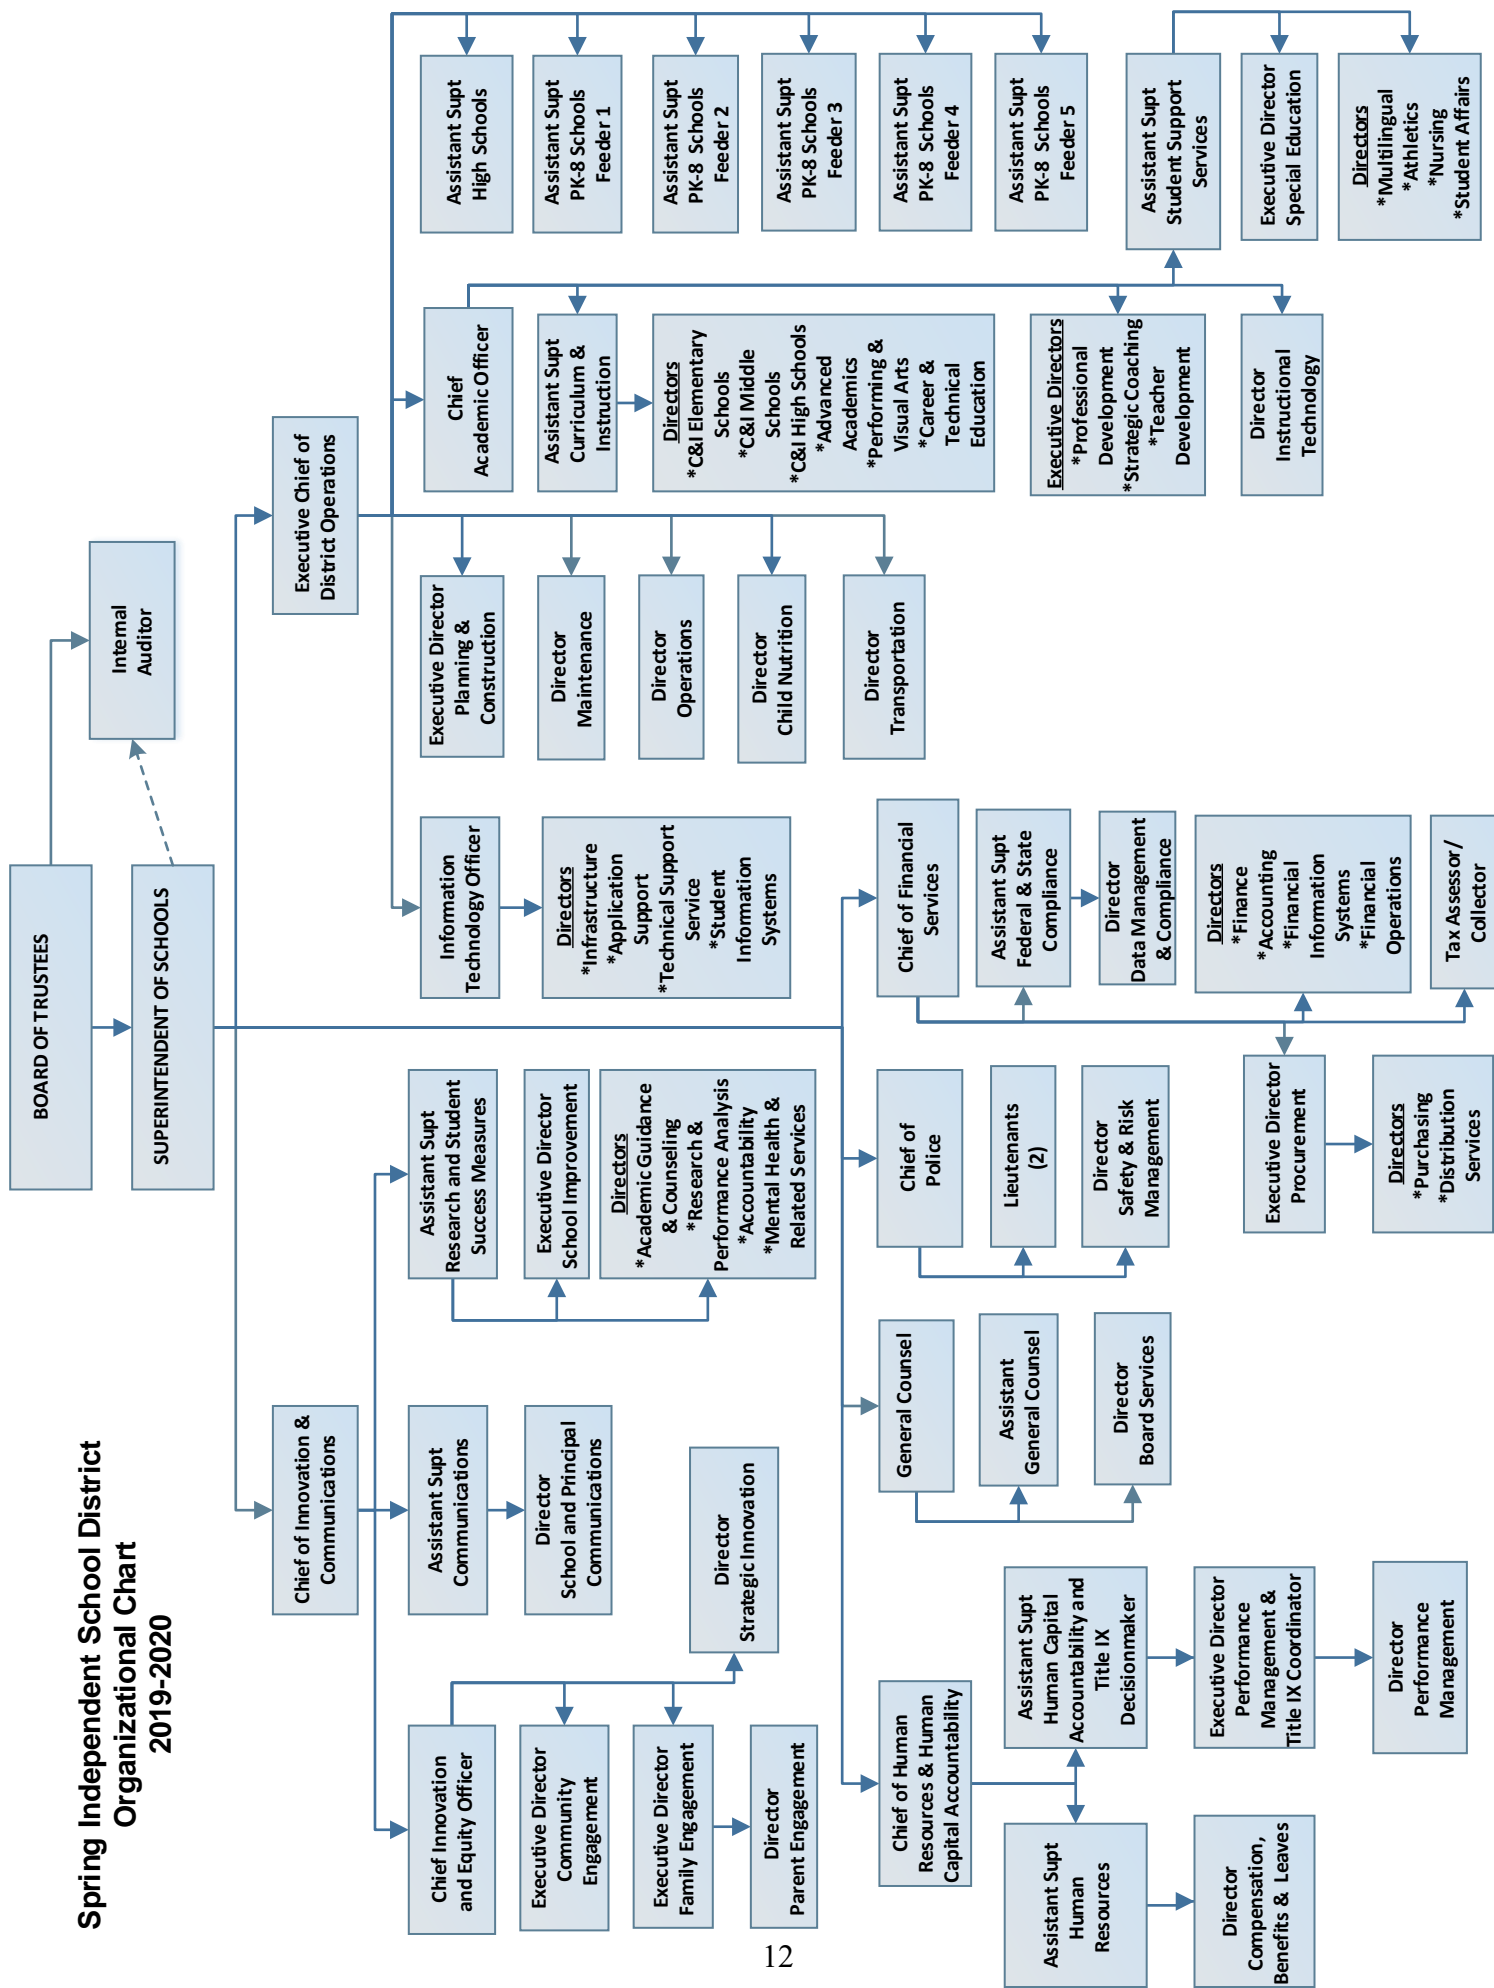 Spring Independent School District
Organizational Chart
2019-2020
BOARD OF TRUSTEES
Internal
Auditor
SUPERINTENDENT OF SCHOOLS
Chief of Innovation &
Communications
Executive Chief of
District Operations
Chief Innovation
and Equity Officer
Executive Director
Community
Engagement
Executive Director
Family Engagement
Director
Parent Engagement
Director
Strategic Innovation
Assistant Supt
Communications
Director
School and Principal
Communications
Assistant Supt
Research and Student
Success Measures
Executive Director
School Improvement
Directors
*Academic Guidance
& Counseling
*Research &
Performance Analysis
*Accountability
*Mental Health &
Related Services
Information
Technology Officer
Directors
*Infrastructure
*Application
Support
*Technical Support
Service
*Student
Information
Systems
Executive Director
Planning &
Construction
Director
Maintenance
Director
Operations
Director
Child Nutrition
Director
Transportation
Chief
Academic Officer
Assistant Supt
Curriculum &
Instruction
Directors
*C&I Elementary
Schools
*C&I Middle
Schools
*C&I High Schools
*Advanced
Academics
*Performing &
Visual Arts
*Career &
Technical
Education
Executive Directors
*Professional
Development
*Strategic Coaching
*Teacher
Development
Director
Instructional
Technology
Assistant Supt
High Schools
Assistant Supt
PK-8 Schools
Feeder 1
Assistant Supt
PK-8 Schools
Feeder 2
Assistant Supt
PK-8 Schools
Feeder 3
Assistant Supt
PK-8 Schools
Feeder 4
Assistant Supt
PK-8 Schools
Feeder 5
Assistant Supt
Student Support
Services
Executive Director
Special Education
Directors
*Multilingual
*Athletics
*Nursing
*Student Affairs
Chief of Human
Resources & Human
Capital Accountability
Assistant Supt
Human
Resources
Director
Compensation,
Benefits & Leaves
Assistant Supt
Human Capital
Accountability and
Title IX
Decisionmaker
Executive Director
Performance
Management &
Title IX Coordinator
Director
Performance
Management
General Counsel
Assistant
General Counsel
Director
Board Services
Chief of
Police
Lieutenants
(2)
Director
Safety & Risk
Management
Chief of Financial
Services
Assistant Supt
Federal & State
Compliance
Director
Data Management
& Compliance
Directors
*Finance
*Accounting
*Financial
Information
Systems
*Financial
Operations
Tax Assessor/
Collector
Executive Director
Procurement
Directors
*Purchasing
*Distribution
Services
12